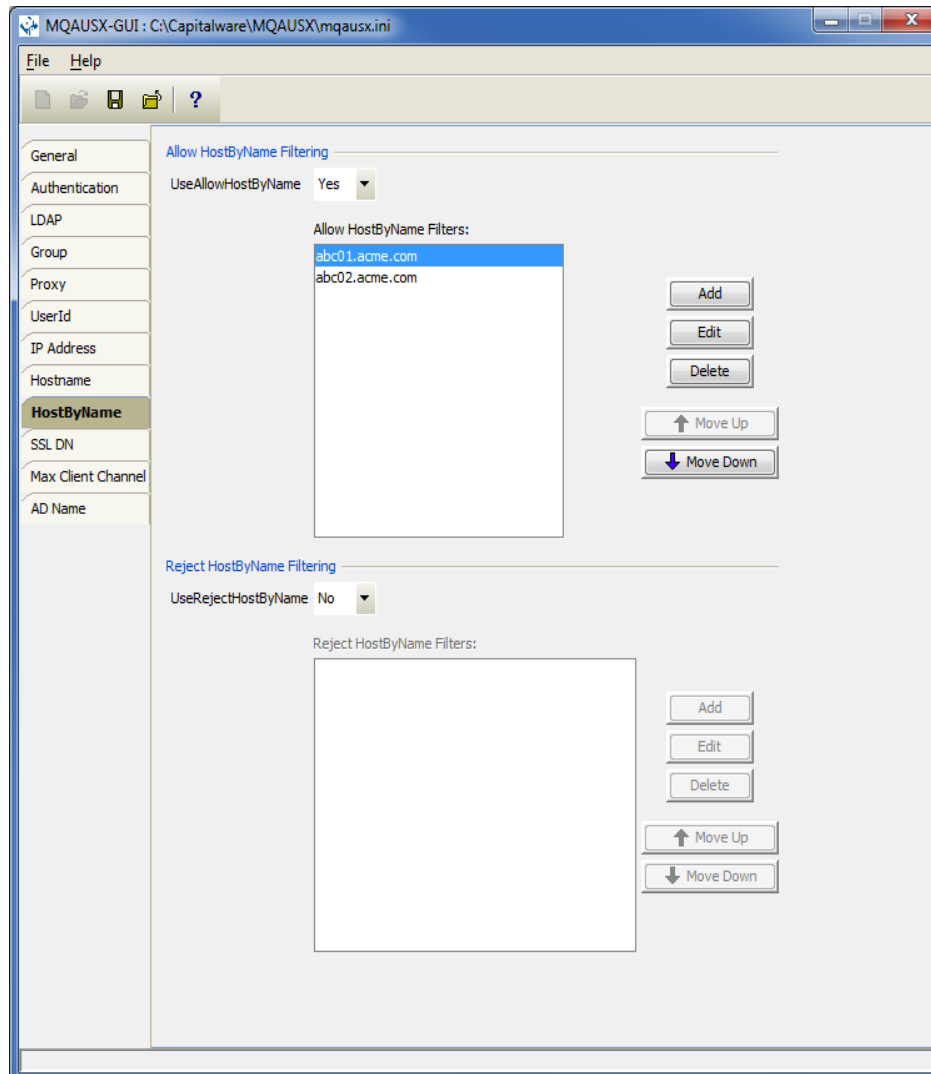 MQAUSX-GUI : C:\Capitalware\MQAUSX\mqausx.ini
File Help
?
General
Authentication
LDAP
Group
Proxy
UserId
IP Address
Hostname
HostByName
SSL DN
Max Client Channel
AD Name
Allow HostByName Filtering
UseAllowHostByName Yes
Allow HostByName Filters:
abc01.acme.com
abc02.acme.com
Add
Edit
Delete
Move Up
Move Down
Reject HostByName Filtering
UseRejectHostByName No
Reject HostByName Filters:
Add
Edit
Delete
Move Up
Move Down